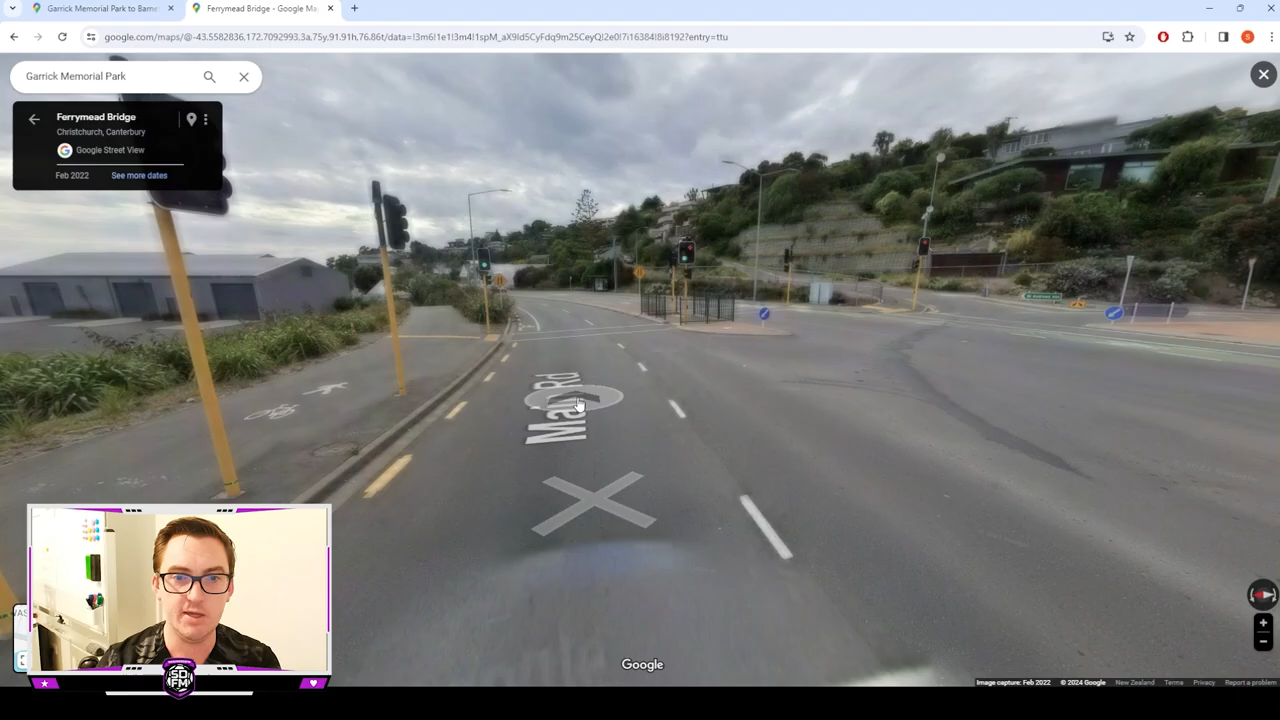 Garrick Memorial Park to Barne
Ferrymead Bridge - Google Ma
google.com/maps/@-43.5582836,172.7092993,3a,75y,91.91h,76.86t/data=!3m6!1e1!3m4!1spM_aX9Id5CyFdq9m25CeyQ!2e0!7i16384!8i8192?entry=ttu
S
Garrick Memorial Park
Ferrymead Bridge
Christchurch, Canterbury
Google Street View
Feb 2022 See more dates
Main Rd
SD
FM
Google
Image capture: Feb 2022 © 2024 Google New Zealand Terms Privacy Report a problem